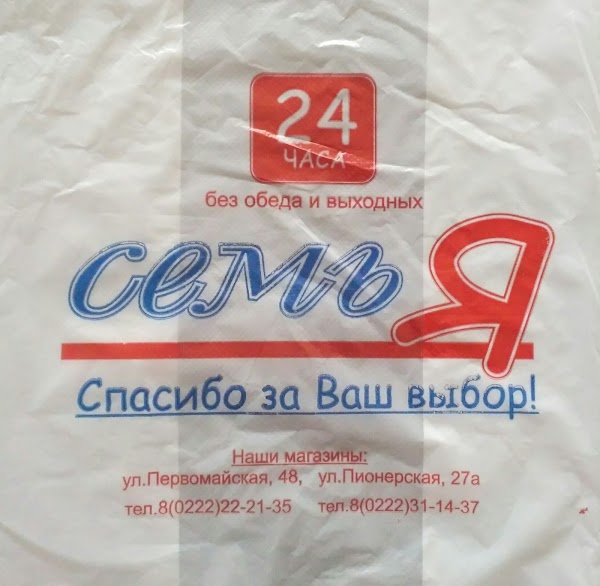 24
ЧАСА
без обеда и выходных
семьЯ
Спасибо за Ваш выбор!
Наши магазины:
ул.Первомайская, 48, ул.Пионерская, 27а
тел.8(0222)22-21-35 тел.8(0222)31-14-37